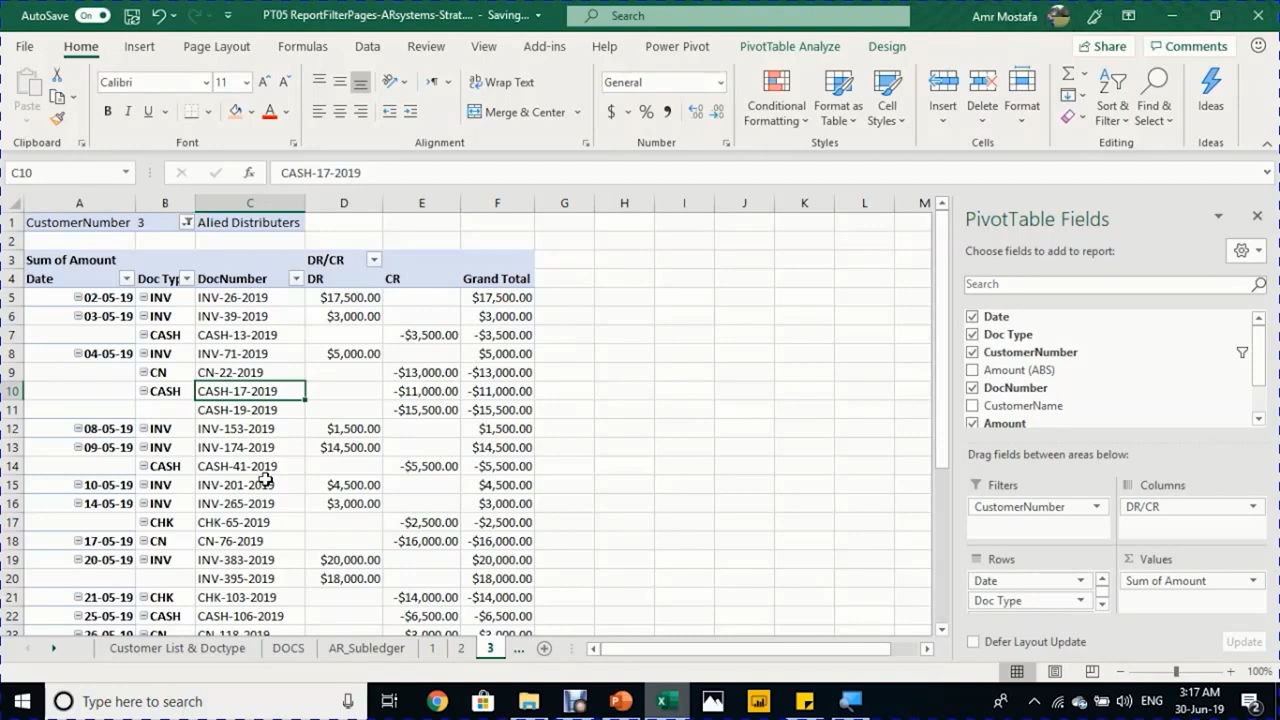 AutoSave On PT05 ReportFilterPages-ARsystems-Strat... - Saving... Search Amr Mostafa
File Home Insert Page Layout Formulas Data Review View Add-ins Help Power Pivot PivotTable Analyze Design Share Comments
Paste Calibri 11 Wrap Text General Conditional Formatting Format as Table Cell Styles Insert Delete Format Sort & Filter Find & Select Ideas
B I U A Merge & Center $ %
Clipboard Font Alignment Number Styles Cells Editing Ideas
C10 fx CASH-17-2019
A B C D E F G H I J K L M
1 CustomerNumber 3 Alied Distributers
2
3 Sum of Amount DR/CR
4 Date Doc Typ DocNumber DR CR Grand Total
5 02-05-19 INV INV-26-2019 $17,500.00 $17,500.00
6 03-05-19 INV INV-39-2019 $3,000.00 $3,000.00
7 CASH CASH-13-2019 -$3,500.00 -$3,500.00
8 04-05-19 INV INV-71-2019 $5,000.00 $5,000.00
9 CN CN-22-2019 -$13,000.00 -$13,000.00
10 CASH CASH-17-2019 -$11,000.00 -$11,000.00
11 CASH-19-2019 -$15,500.00 -$15,500.00
12 08-05-19 INV INV-153-2019 $1,500.00 $1,500.00
13 09-05-19 INV INV-174-2019 $14,500.00 $14,500.00
14 CASH CASH-41-2019 -$5,500.00 -$5,500.00
15 10-05-19 INV INV-201-2019 $4,500.00 $4,500.00
16 14-05-19 INV INV-265-2019 $3,000.00 $3,000.00
17 CHK CHK-65-2019 -$2,500.00 -$2,500.00
18 17-05-19 CN CN-76-2019 -$16,000.00 -$16,000.00
19 20-05-19 INV INV-383-2019 $20,000.00 $20,000.00
20 INV-395-2019 $18,000.00 $18,000.00
21 21-05-19 CHK CHK-103-2019 -$14,000.00 -$14,000.00
22 25-05-19 CASH CASH-106-2019 -$6,500.00 -$6,500.00
23 26-05-19 CN CN-118-2019 -$3,000.00 -$3,000.00
PivotTable Fields
Choose fields to add to report:
Search
Date
Doc Type
CustomerNumber
Amount (ABS)
DocNumber
CustomerName
Amount
Drag fields between areas below:
Filters Columns
CustomerNumber DR/CR
Rows Σ Values
Date Sum of Amount
Doc Type
Defer Layout Update Update
Customer List & Doctype DOCS AR_Subledger 1 2 3 ...
100%
Type here to search ENG 3:17 AM
30-Jun-19 2